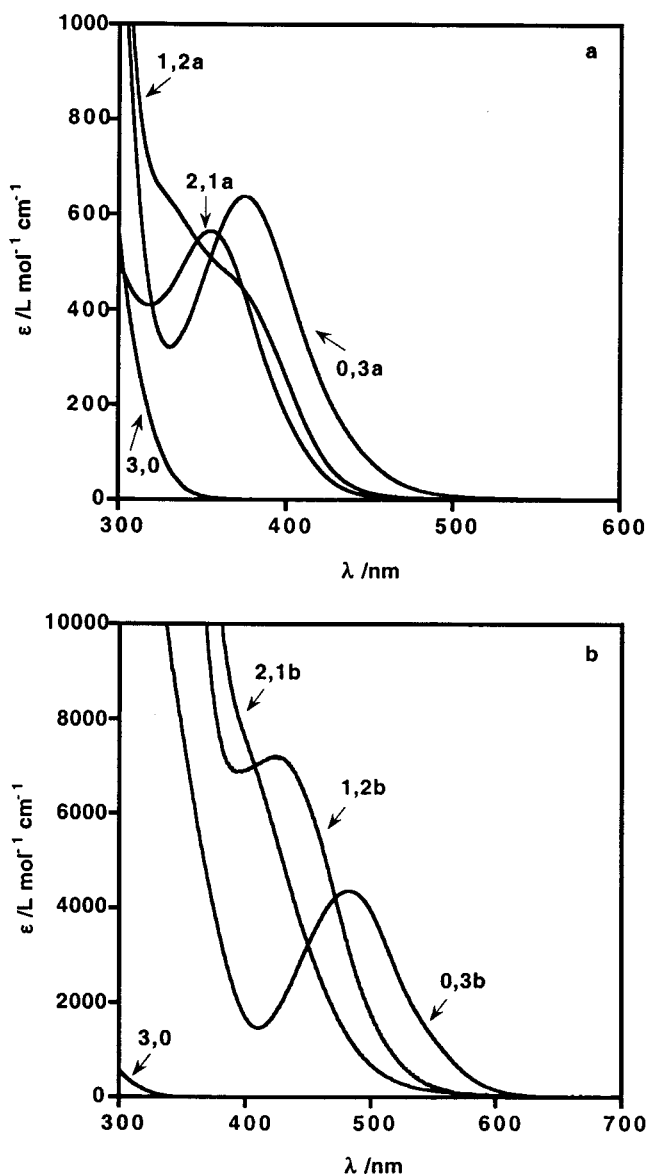 1000
a
1,2a
800
2,1a
600
400
0,3a
200
3,0
0
300 400 500 600
ε /L mol⁻¹ cm⁻¹
λ /nm
10000
b
2,1b
8000
1,2b
6000
4000
0,3b
2000
3,0
0
300 400 500 600 700
ε /L mol⁻¹ cm⁻¹
λ /nm